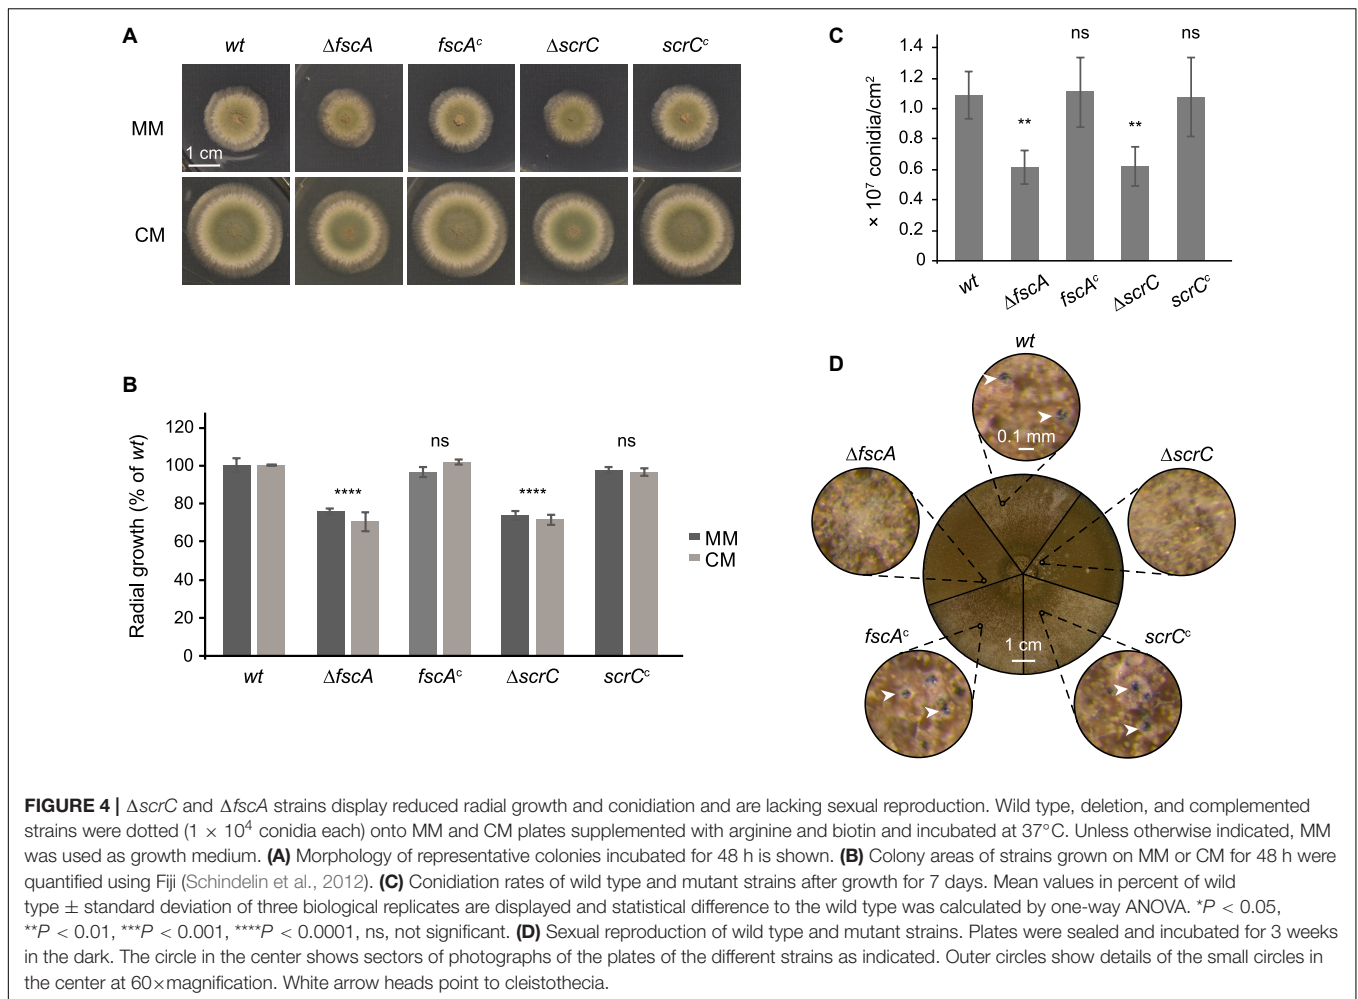 A
wt ΔfscA fscAᶜ ΔscrC scrCᶜ
MM
1 cm
CM
B
Radial growth (% of wt)
120
100
80
60
40
20
0
ns
ns
****
****
MM
CM
wt ΔfscA fscAᶜ ΔscrC scrCᶜ
C
× 10⁷ conidia/cm²
1.4
1.2
1.0
0.8
0.6
0.4
0.2
0
ns
ns
**
**
wt ΔfscA fscAᶜ ΔscrC scrCᶜ
D
wt
0.1 mm
ΔfscA
ΔscrC
fscAᶜ
scrCᶜ
1 cm
FIGURE 4 | ΔscrC and ΔfscA strains display reduced radial growth and conidiation and are lacking sexual reproduction. Wild type, deletion, and complemented
strains were dotted (1 × 10⁴ conidia each) onto MM and CM plates supplemented with arginine and biotin and incubated at 37°C. Unless otherwise indicated, MM
was used as growth medium. (A) Morphology of representative colonies incubated for 48 h is shown. (B) Colony areas of strains grown on MM or CM for 48 h were
quantified using Fiji (Schindelin et al., 2012). (C) Conidiation rates of wild type and mutant strains after growth for 7 days. Mean values in percent of wild
type ± standard deviation of three biological replicates are displayed and statistical difference to the wild type was calculated by one-way ANOVA. *P < 0.05,
**P < 0.01, ***P < 0.001, ****P < 0.0001, ns, not significant. (D) Sexual reproduction of wild type and mutant strains. Plates were sealed and incubated for 3 weeks
in the dark. The circle in the center shows sectors of photographs of the plates of the different strains as indicated. Outer circles show details of the small circles in
the center at 60×magnification. White arrow heads point to cleistothecia.